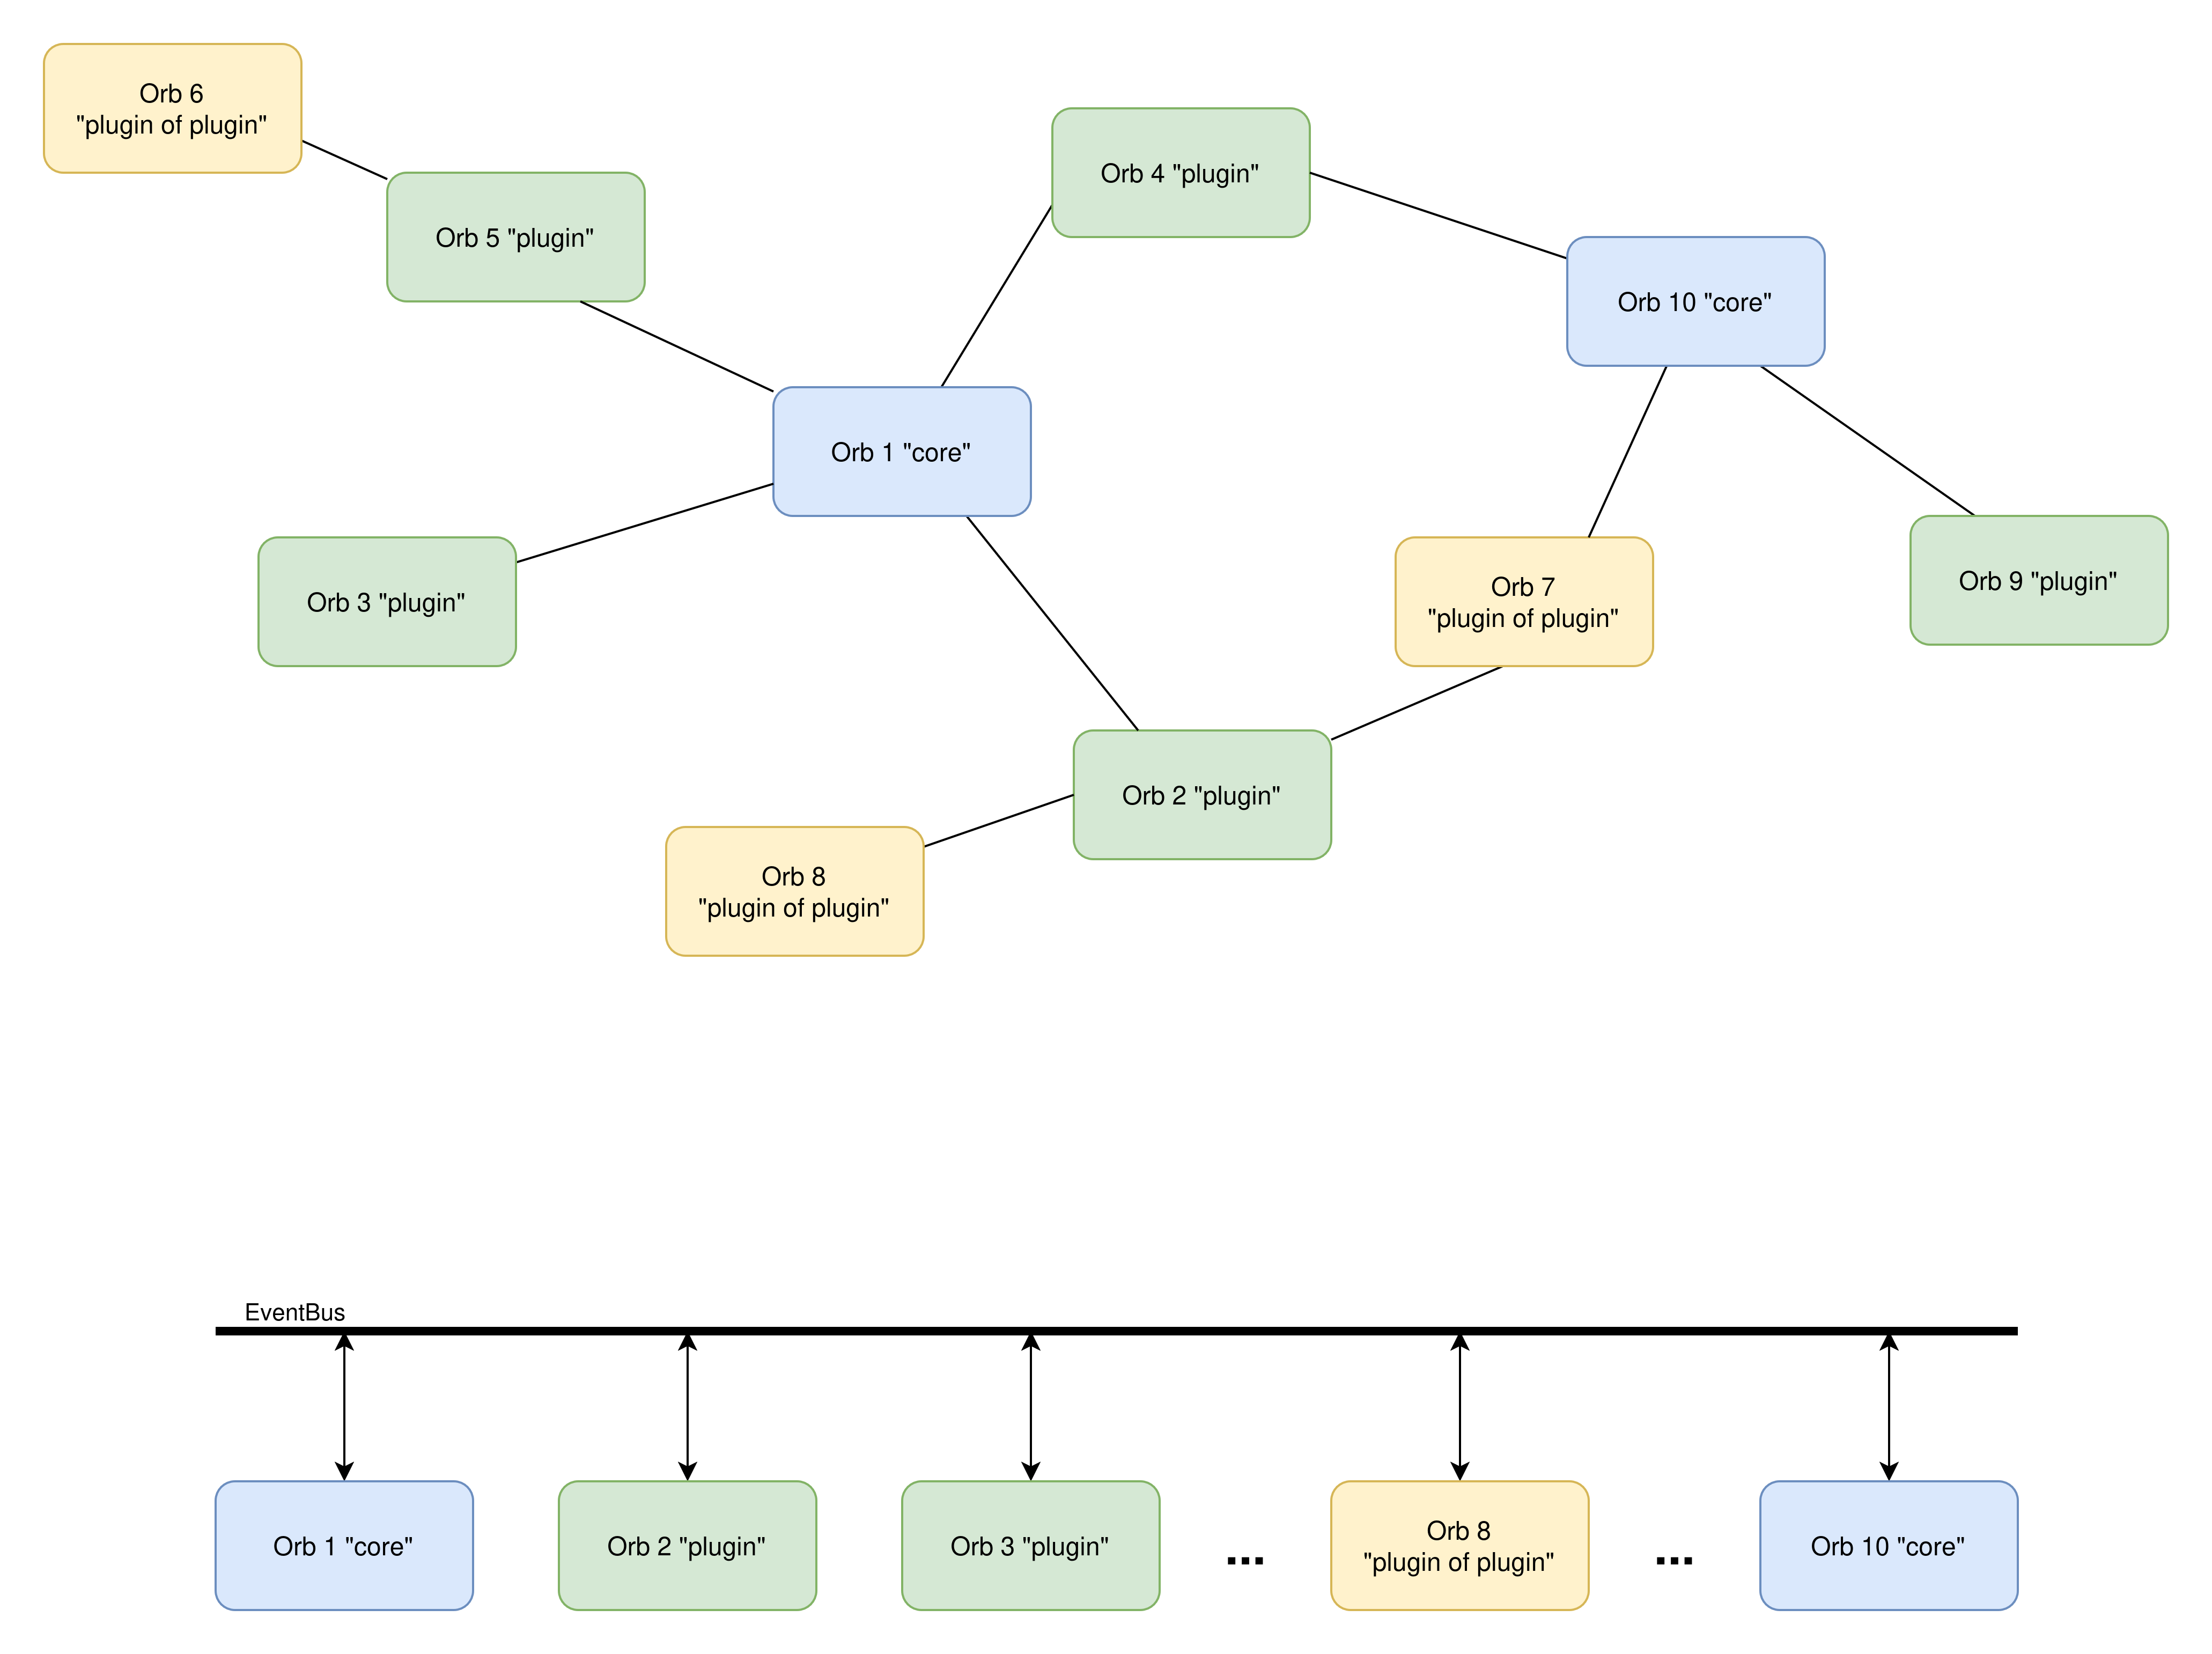 Orb 6
"plugin of plugin"
Orb 4 "plugin"
Orb 5 "plugin"
Orb 10 "core"
Orb 1 "core"
Orb 7
"plugin of plugin"
Orb 9 "plugin"
Orb 3 "plugin"
Orb 2 "plugin"
Orb 8
"plugin of plugin"
EventBus
Orb 1 "core"
Orb 2 "plugin"
Orb 3 "plugin"
...
Orb 8
"plugin of plugin"
...
Orb 10 "core"